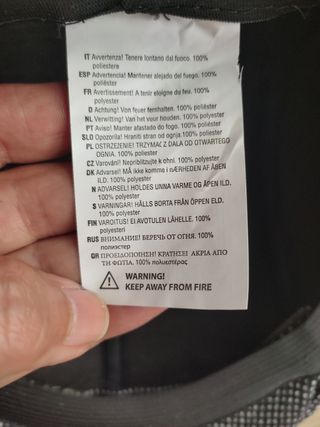 IT Avvertenza! Tenere lontano dal fuoco. 100%
poliestere
ESP Advertencia! Mantener alejado del fuego. 100%
poliéster
FR Avertissement! A tenir eloigne du feu. 100%
polyester
D Achtung! Von feuer fernhalten. 100% poliéster
NL Verwitting! Van het vuur houden. 100% polyester
PT Aviso! Manter afastado do fogo. 100% poliéster
SLO Opozorila! Hraniti stran od ognja.100% poliester
PL OSTRZEŻENIE! TRZYMAC Z DALA OD OTWARTEGO
OGNIA. 100% poliester
CZ Varování! Nepribilitzujte k ohni. 100% polyester
DK Advarsel! MÅ ikke komme i nÆRHEDEN AF ÅBEN
ILD. 100% polyester
N ADVARSEL! HOLDES UNNA VARME OG ÅPEN ILD.
100% polyester
S VARNINGAR! HÅLLS BORTA FRÅN ÖPPEN ELD.
100% polyester
FIN VAROITUS! EI AVOTULEN LÄHELLE. 100%
polyesteri
RUS ВНИМАНИЕ! БЕРЕЧЬ ОТ ОГНЯ. 100%
полиэстер
GR ΠΡΟΕΙΔΟΠΟΙΗΣΗ! ΚΡΑΤΗΣΕΙ ΑΚΡΙΑ ΑΠΟ
ΤΗ ΦΩΤΙΑ. 100% πολυεστέρας
WARNING!
KEEP AWAY FROM FIRE